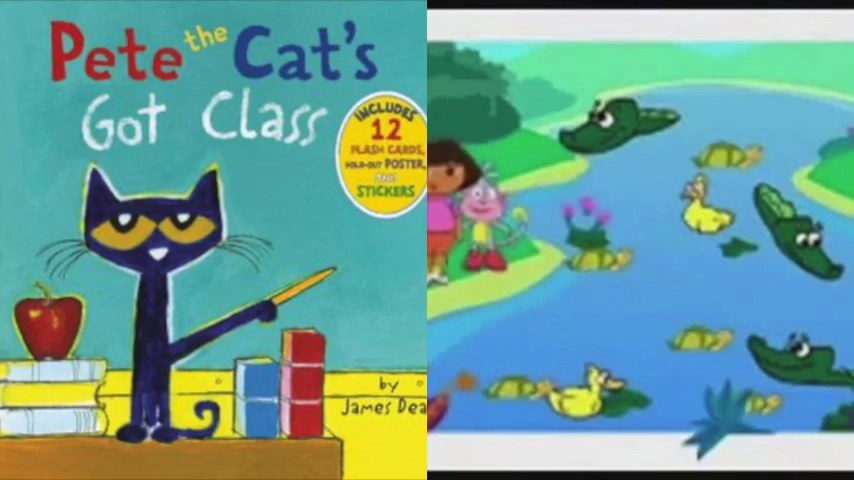 Pete the Cat's
Got Class
INCLUDES
12
FLASH CARDS,
FOLD-OUT POSTER,
AND
STICKERS
by
James Dea